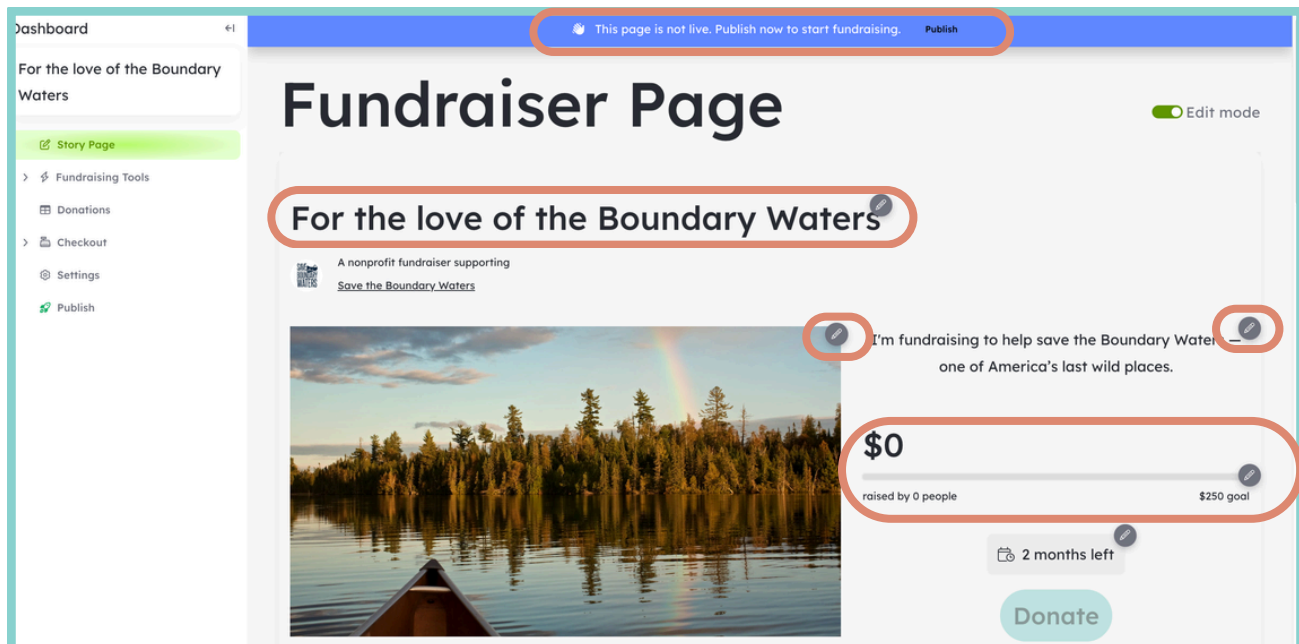 Dashboard
For the love of the Boundary
Waters
Story Page
Fundraising Tools
Donations
Checkout
Settings
Publish
This page is not live. Publish now to start fundraising. Publish
Fundraiser Page
Edit mode
For the love of the Boundary Waters
SAVE
BOUNDARY
WATERS
A nonprofit fundraiser supporting
Save the Boundary Waters
I'm fundraising to help save the Boundary Waters —
one of America's last wild places.
$0
raised by 0 people
$250 goal
2 months left
Donate